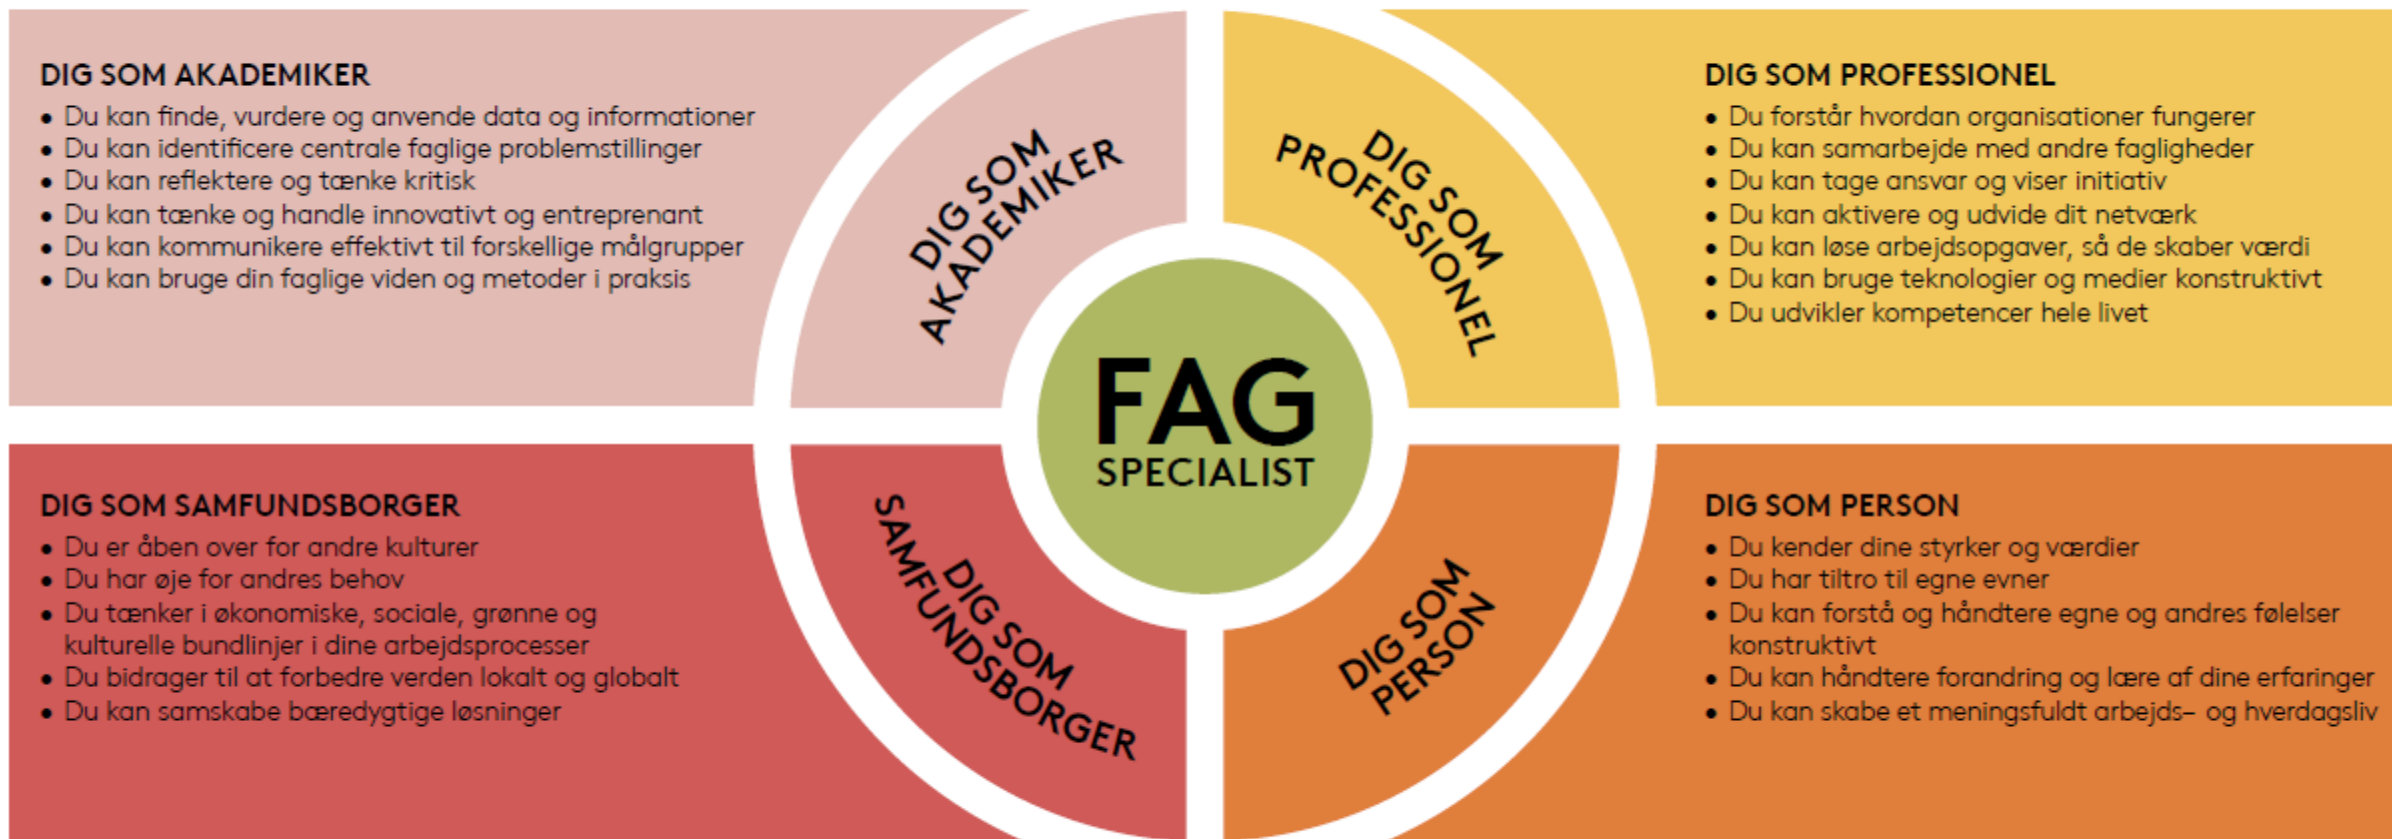 DIG SOM AKADEMIKER
• Du kan finde, vurdere og anvende data og informationer
• Du kan identificere centrale faglige problemstillinger
• Du kan reflektere og tænke kritisk
• Du kan tænke og handle innovativt og entreprenant
• Du kan kommunikere effektivt til forskellige målgrupper
• Du kan bruge din faglige viden og metoder i praksis
DIG SOM
AKADEMIKER
DIG SOM
PROFESSIONEL
DIG SOM PROFESSIONEL
• Du forstår hvordan organisationer fungerer
• Du kan samarbejde med andre fagligheder
• Du kan tage ansvar og viser initiativ
• Du kan aktivere og udvide dit netværk
• Du kan løse arbejdsopgaver, så de skaber værdi
• Du kan bruge teknologier og medier konstruktivt
• Du udvikler kompetencer hele livet
FAG
SPECIALIST
DIG SOM SAMFUNDSBORGER
• Du er åben over for andre kulturer
• Du har øje for andres behov
• Du tænker i økonomiske, sociale, grønne og
kulturelle bundlinjer i dine arbejdsprocesser
• Du bidrager til at forbedre verden lokalt og globalt
• Du kan samskabe bæredygtige løsninger
DIG SOM
SAMFUNDSBORGER
DIG SOM
PERSON
DIG SOM PERSON
• Du kender dine styrker og værdier
• Du har tiltro til egne evner
• Du kan forstå og håndtere egne og andres følelser
konstruktivt
• Du kan håndtere forandring og lære af dine erfaringer
• Du kan skabe et meningsfuldt arbejds– og hverdagsliv